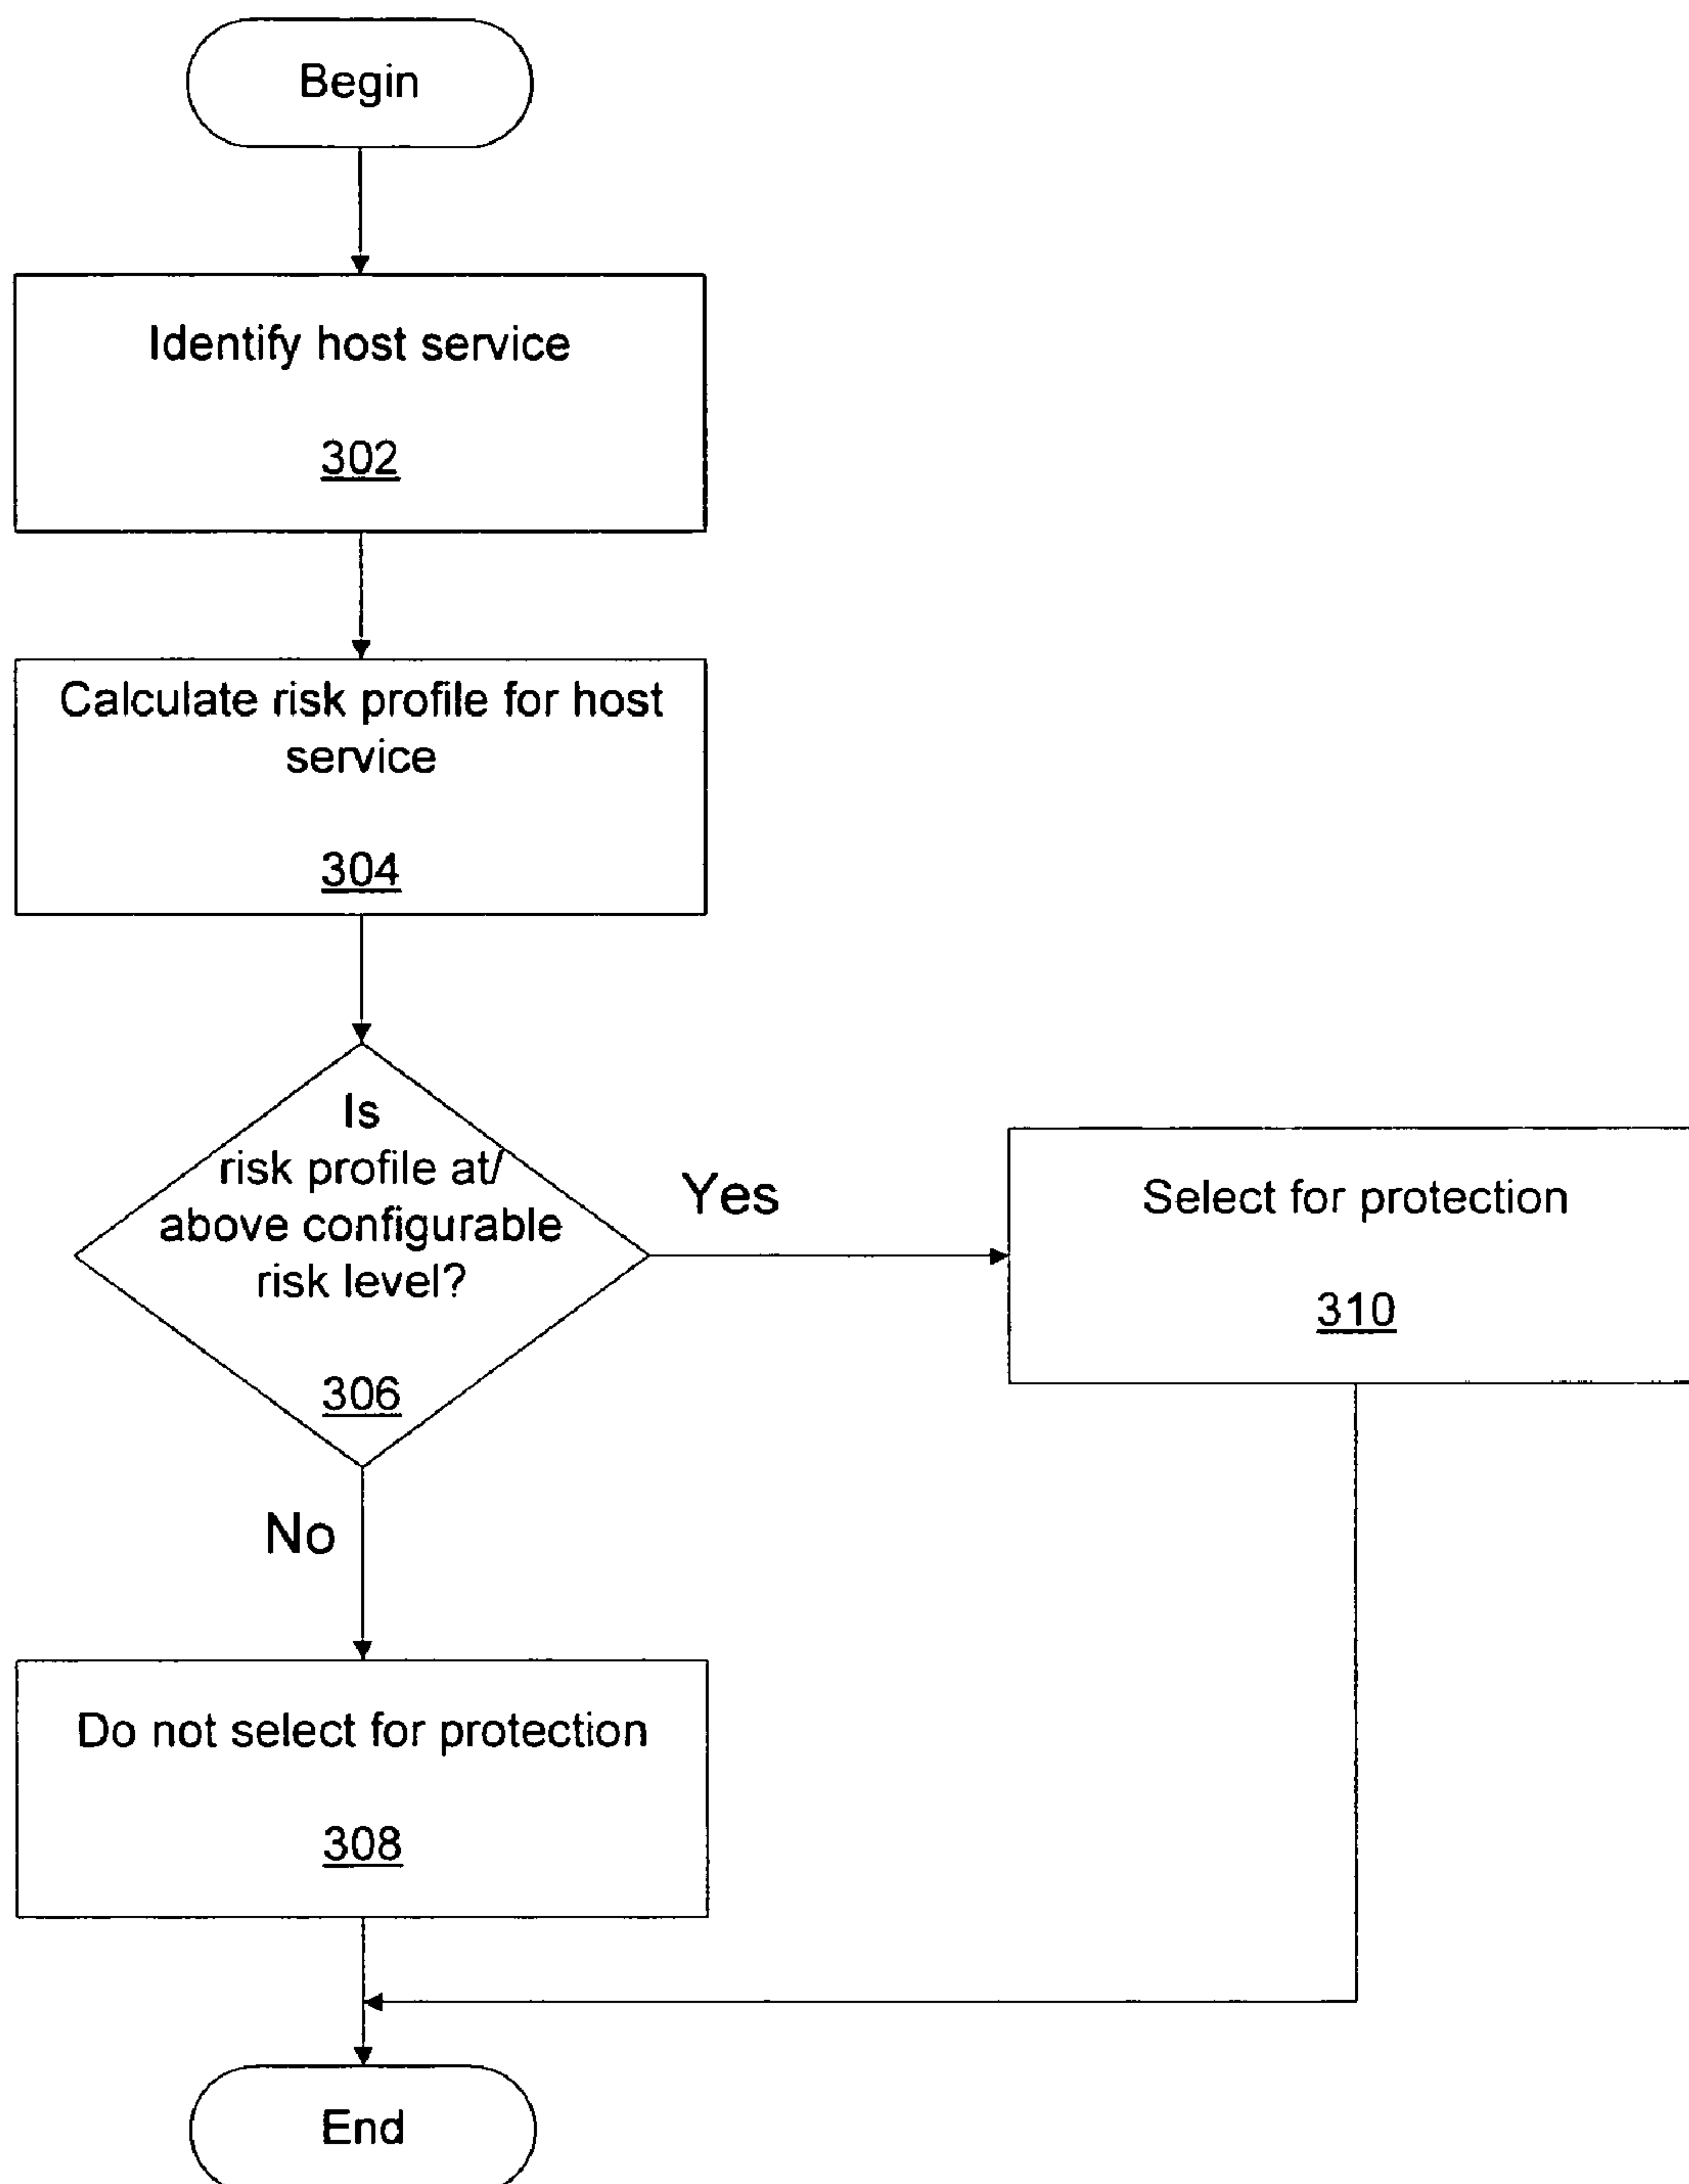 Begin
Identify host service
302
Calculate risk profile for host
service
304
Is
risk profile at/
above configurable
risk level?
306
Yes
Select for protection
310
No
Do not select for protection
308
End